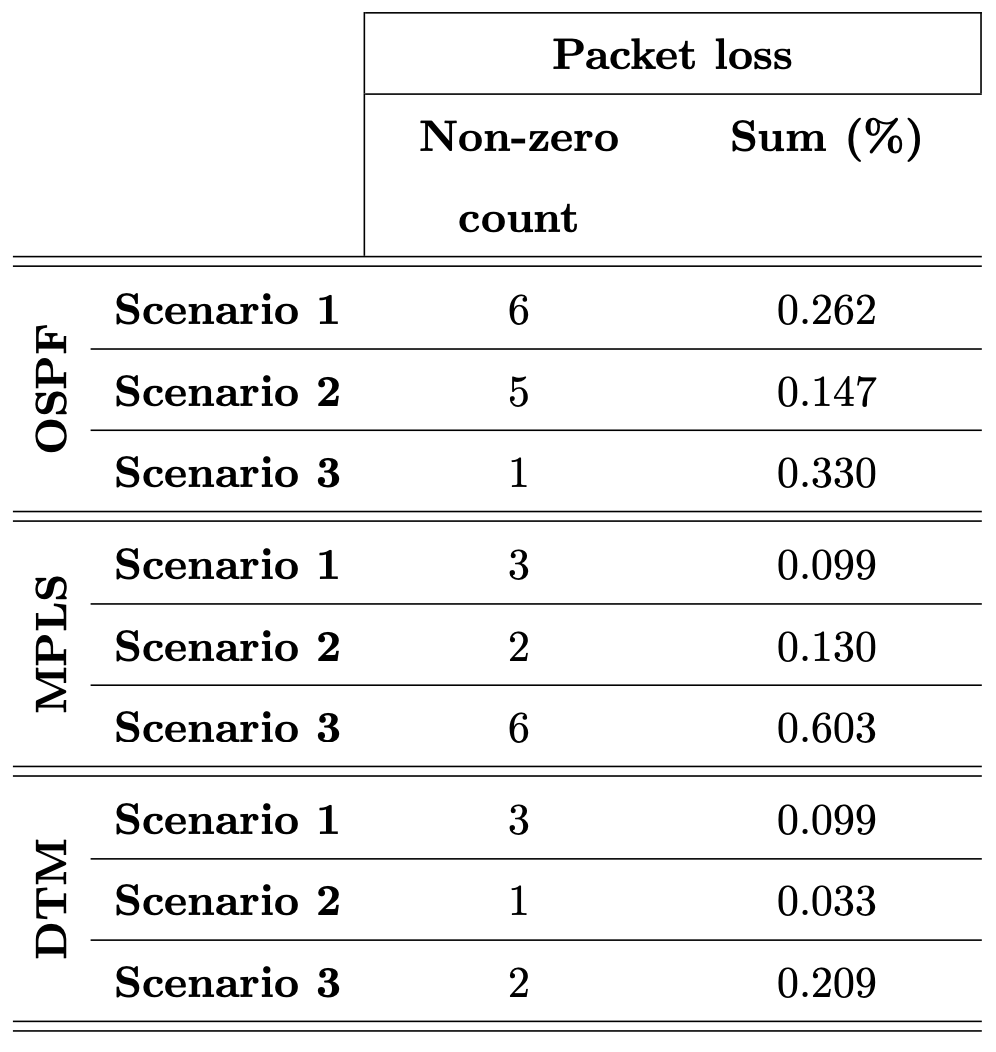 Packet loss
Non-zero Sum (%)
count
OSPF
Scenario 1 6 0.262
Scenario 2 5 0.147
Scenario 3 1 0.330
MPLS
Scenario 1 3 0.099
Scenario 2 2 0.130
Scenario 3 6 0.603
DTM
Scenario 1 3 0.099
Scenario 2 1 0.033
Scenario 3 2 0.209